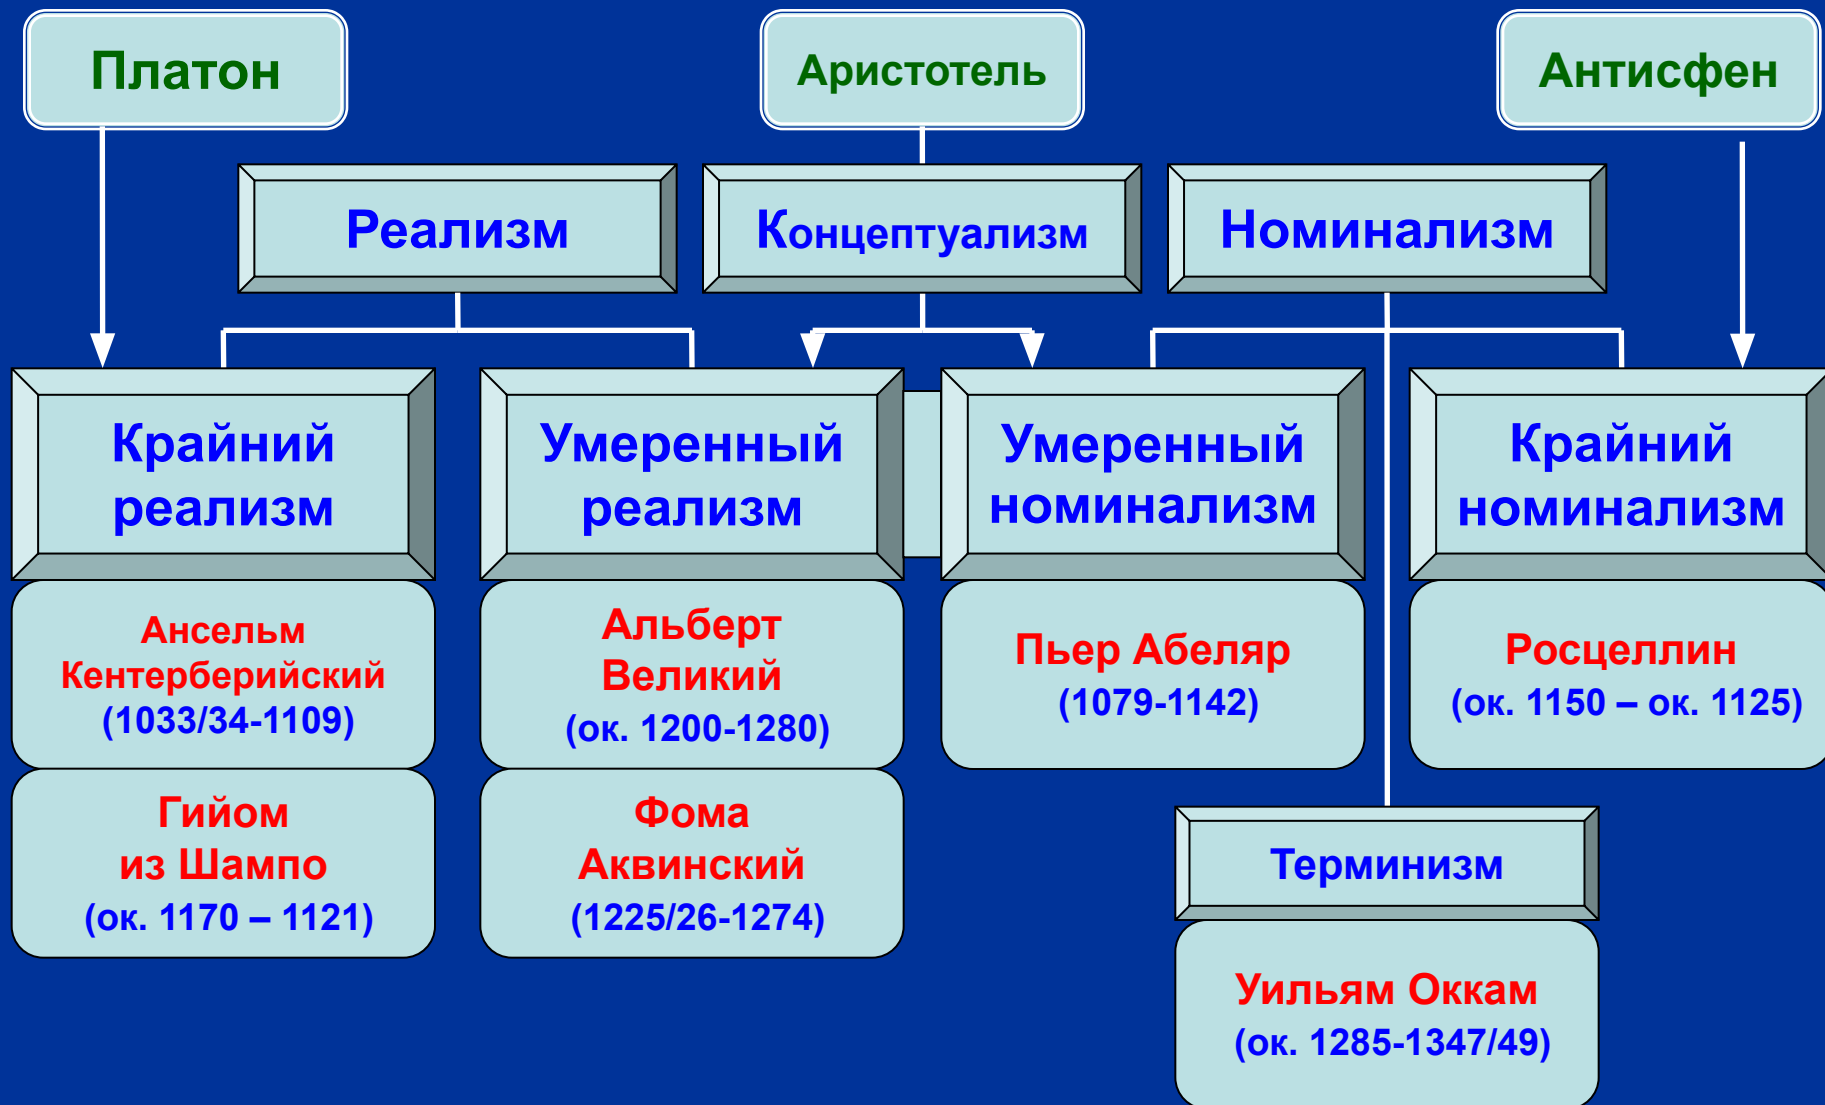 Платон
Аристотель
Антисфен
Реализм
Концептуализм
Номинализм
Крайний
реализм
Умеренный
реализм
Умеренный
номинализм
Крайний
номинализм
Ансельм
Кентерберийский
(1033/34-1109)
Альберт
Великий
(ок. 1200-1280)
Пьер Абеляр
(1079-1142)
Росцеллин
(ок. 1150 – ок. 1125)
Гийом
из Шампо
(ок. 1170 – 1121)
Фома
Аквинский
(1225/26-1274)
Терминизм
Уильям Оккам
(ок. 1285-1347/49)